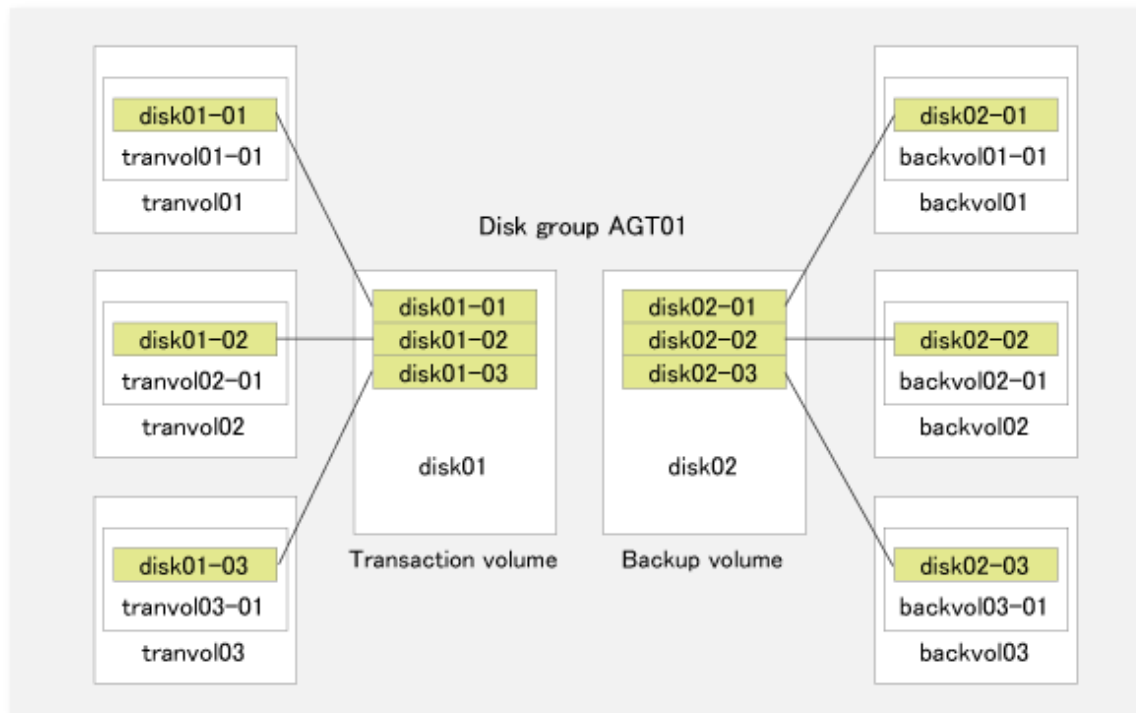 disk01-01
tranvol01-01
tranvol01
disk01-02
tranvol02-01
tranvol02
disk01-03
tranvol03-01
tranvol03
Disk group AGT01
disk01-01
disk01-02
disk01-03
disk01
Transaction volume
disk02-01
disk02-02
disk02-03
disk02
Backup volume
disk02-01
backvol01-01
backvol01
disk02-02
backvol02-01
backvol02
disk02-03
backvol03-01
backvol03